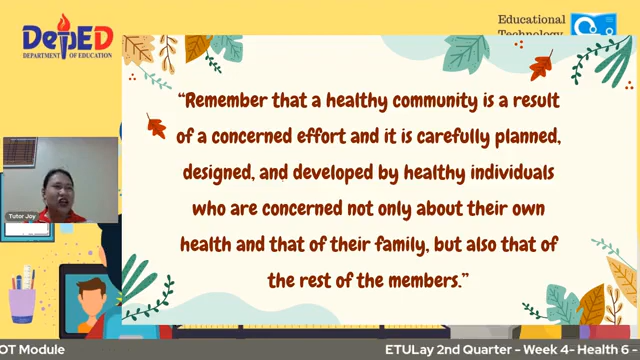 DepED
DEPARTMENT OF EDUCATION
Educational
Technology
“Remember that a healthy community is a result
of a concerned effort and it is carefully planned,
designed, and developed by healthy individuals
who are concerned not only about their own
health and that of their family, but also that of
the rest of the members.”
Tutor Joy
OT Module
ETULay 2nd Quarter - Week 4- Health 6 -